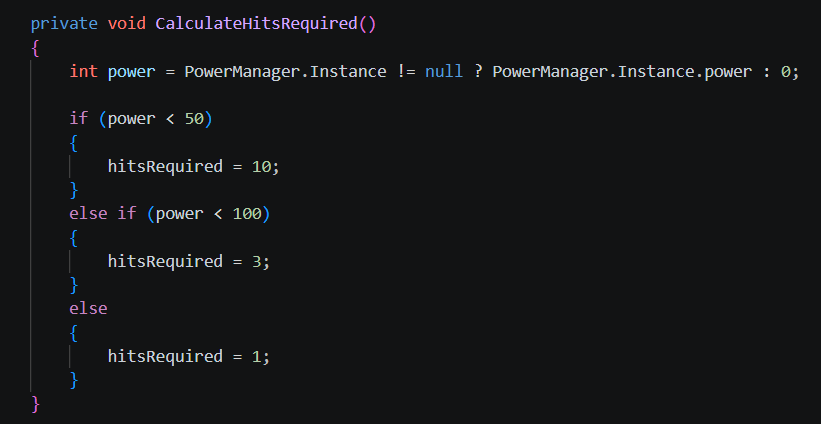 private void CalculateHitsRequired()
{
    int power = PowerManager.Instance != null ? PowerManager.Instance.power : 0;

    if (power < 50)
    {
        hitsRequired = 10;
    }
    else if (power < 100)
    {
        hitsRequired = 3;
    }
    else
    {
        hitsRequired = 1;
    }
}